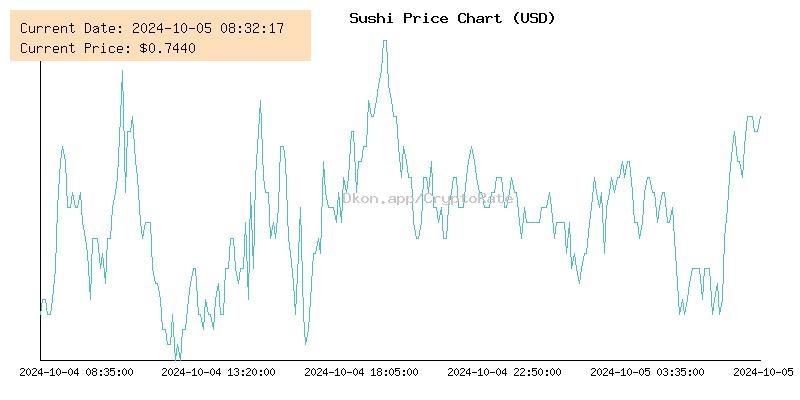 Sushi Price Chart (USD)
Current Date: 2024-10-05 08:32:17
Current Price: $0.7440
Okon.app/CryptoRate
2024-10-04 08:35:00 2024-10-04 13:20:00 2024-10-04 18:05:00 2024-10-04 22:50:00 2024-10-05 03:35:00 2024-10-05